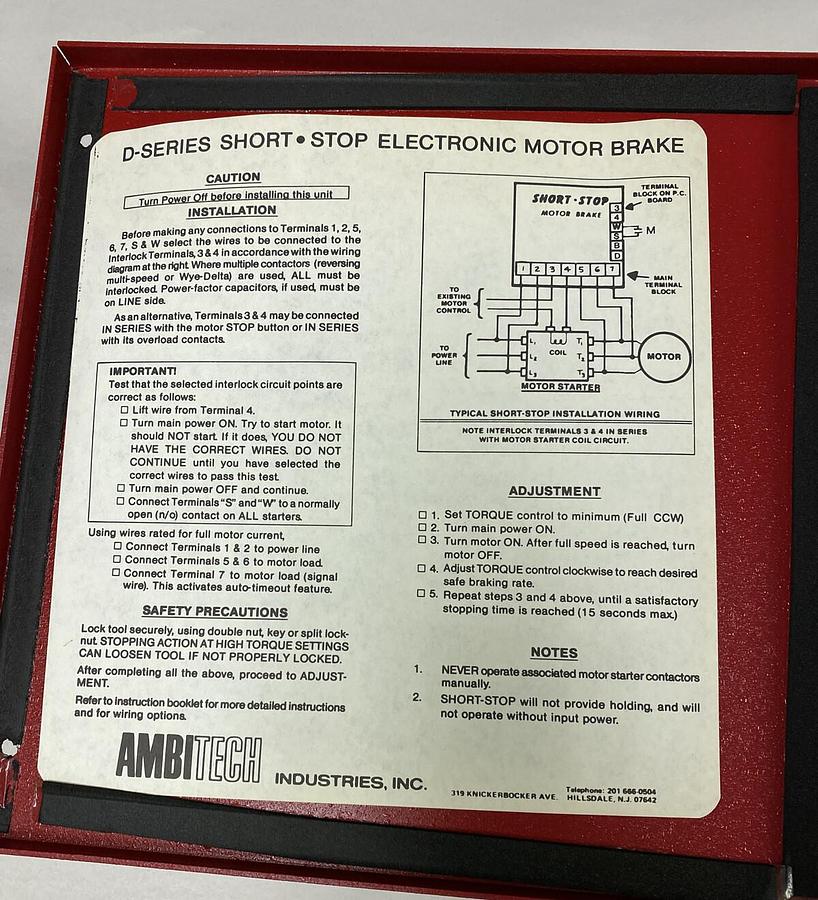 D-SERIES SHORT•STOP ELECTRONIC MOTOR BRAKE
CAUTION
Turn Power Off before installing this unit
INSTALLATION
Before making any connections to Terminals 1, 2, 5,
6, 7, S & W select the wires to be connected to the
Interlock Terminals, 3 & 4 in accordance with the wiring
diagram at the right. Where multiple contactors (reversing
multi-speed or Wye-Delta) are used, ALL must be
interlocked. Power-factor capacitors, if used, must be
on LINE side.
As an alternative, Terminals 3 & 4 may be connected
IN SERIES with the motor STOP button or IN SERIES
with its overload contacts.
IMPORTANT!
Test that the selected interlock circuit points are
correct as follows:
☐ Lift wire from Terminal 4.
☐ Turn main power ON. Try to start motor. It
should NOT start. If it does, YOU DO NOT
HAVE THE CORRECT WIRES. DO NOT
CONTINUE until you have selected the
correct wires to pass this test.
☐ Turn main power OFF and continue.
☐ Connect Terminals "S" and "W" to a normally
open (n/o) contact on ALL starters.
Using wires rated for full motor current,
☐ Connect Terminals 1 & 2 to power line
☐ Connect Terminals 5 & 6 to motor load.
☐ Connect Terminal 7 to motor load (signal
wire). This activates auto-timeout feature.
SAFETY PRECAUTIONS
Lock tool securely, using double nut, key or split lock-
nut. STOPPING ACTION AT HIGH TORQUE SETTINGS
CAN LOOSEN TOOL IF NOT PROPERLY LOCKED.
After completing all the above, proceed to ADJUST-
MENT.
Refer to instruction booklet for more detailed instructions
and for wiring options.
SHORT·STOP
MOTOR BRAKE
3
4
W
S
B
D
M
TERMINAL
BLOCK ON P.C.
BOARD
1 2 3 4 5 6 7
MAIN
TERMINAL
BLOCK
TO
EXISTING
MOTOR
CONTROL
TO
POWER
LINE
L1
L2
L3
COIL
T1
T2
T3
MOTOR
MOTOR STARTER
TYPICAL SHORT-STOP INSTALLATION WIRING
NOTE INTERLOCK TERMINALS 3 & 4 IN SERIES
WITH MOTOR STARTER COIL CIRCUIT.
ADJUSTMENT
☐ 1. Set TORQUE control to minimum (Full CCW)
☐ 2. Turn main power ON.
☐ 3. Turn motor ON. After full speed is reached, turn
motor OFF.
☐ 4. Adjust TORQUE control clockwise to reach desired
safe braking rate.
☐ 5. Repeat steps 3 and 4 above, until a satisfactory
stopping time is reached (15 seconds max.)
NOTES
1. NEVER operate associated motor starter contactors
manually.
2. SHORT-STOP will not provide holding, and will
not operate without input power.
AMBITECH INDUSTRIES, INC.
319 KNICKERBOCKER AVE.
Telephone: 201 666-0504
HILLSDALE, N.J. 07642